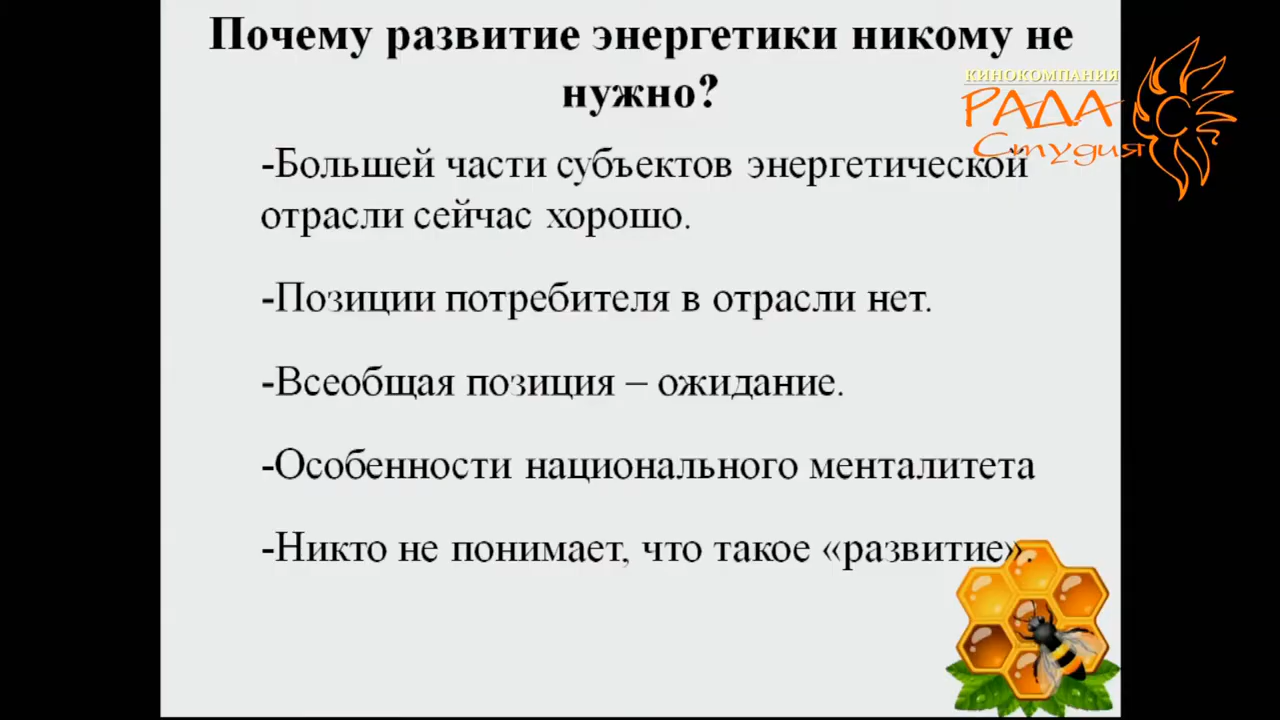 Почему развитие энергетики никому не
нужно?
КИНОКОМПАНИЯ
РАДА
Студия
-Большей части субъектов энергетической
отрасли сейчас хорошо.
-Позиции потребителя в отрасли нет.
-Всеобщая позиция – ожидание.
-Особенности национального менталитета
-Никто не понимает, что такое «развитие».